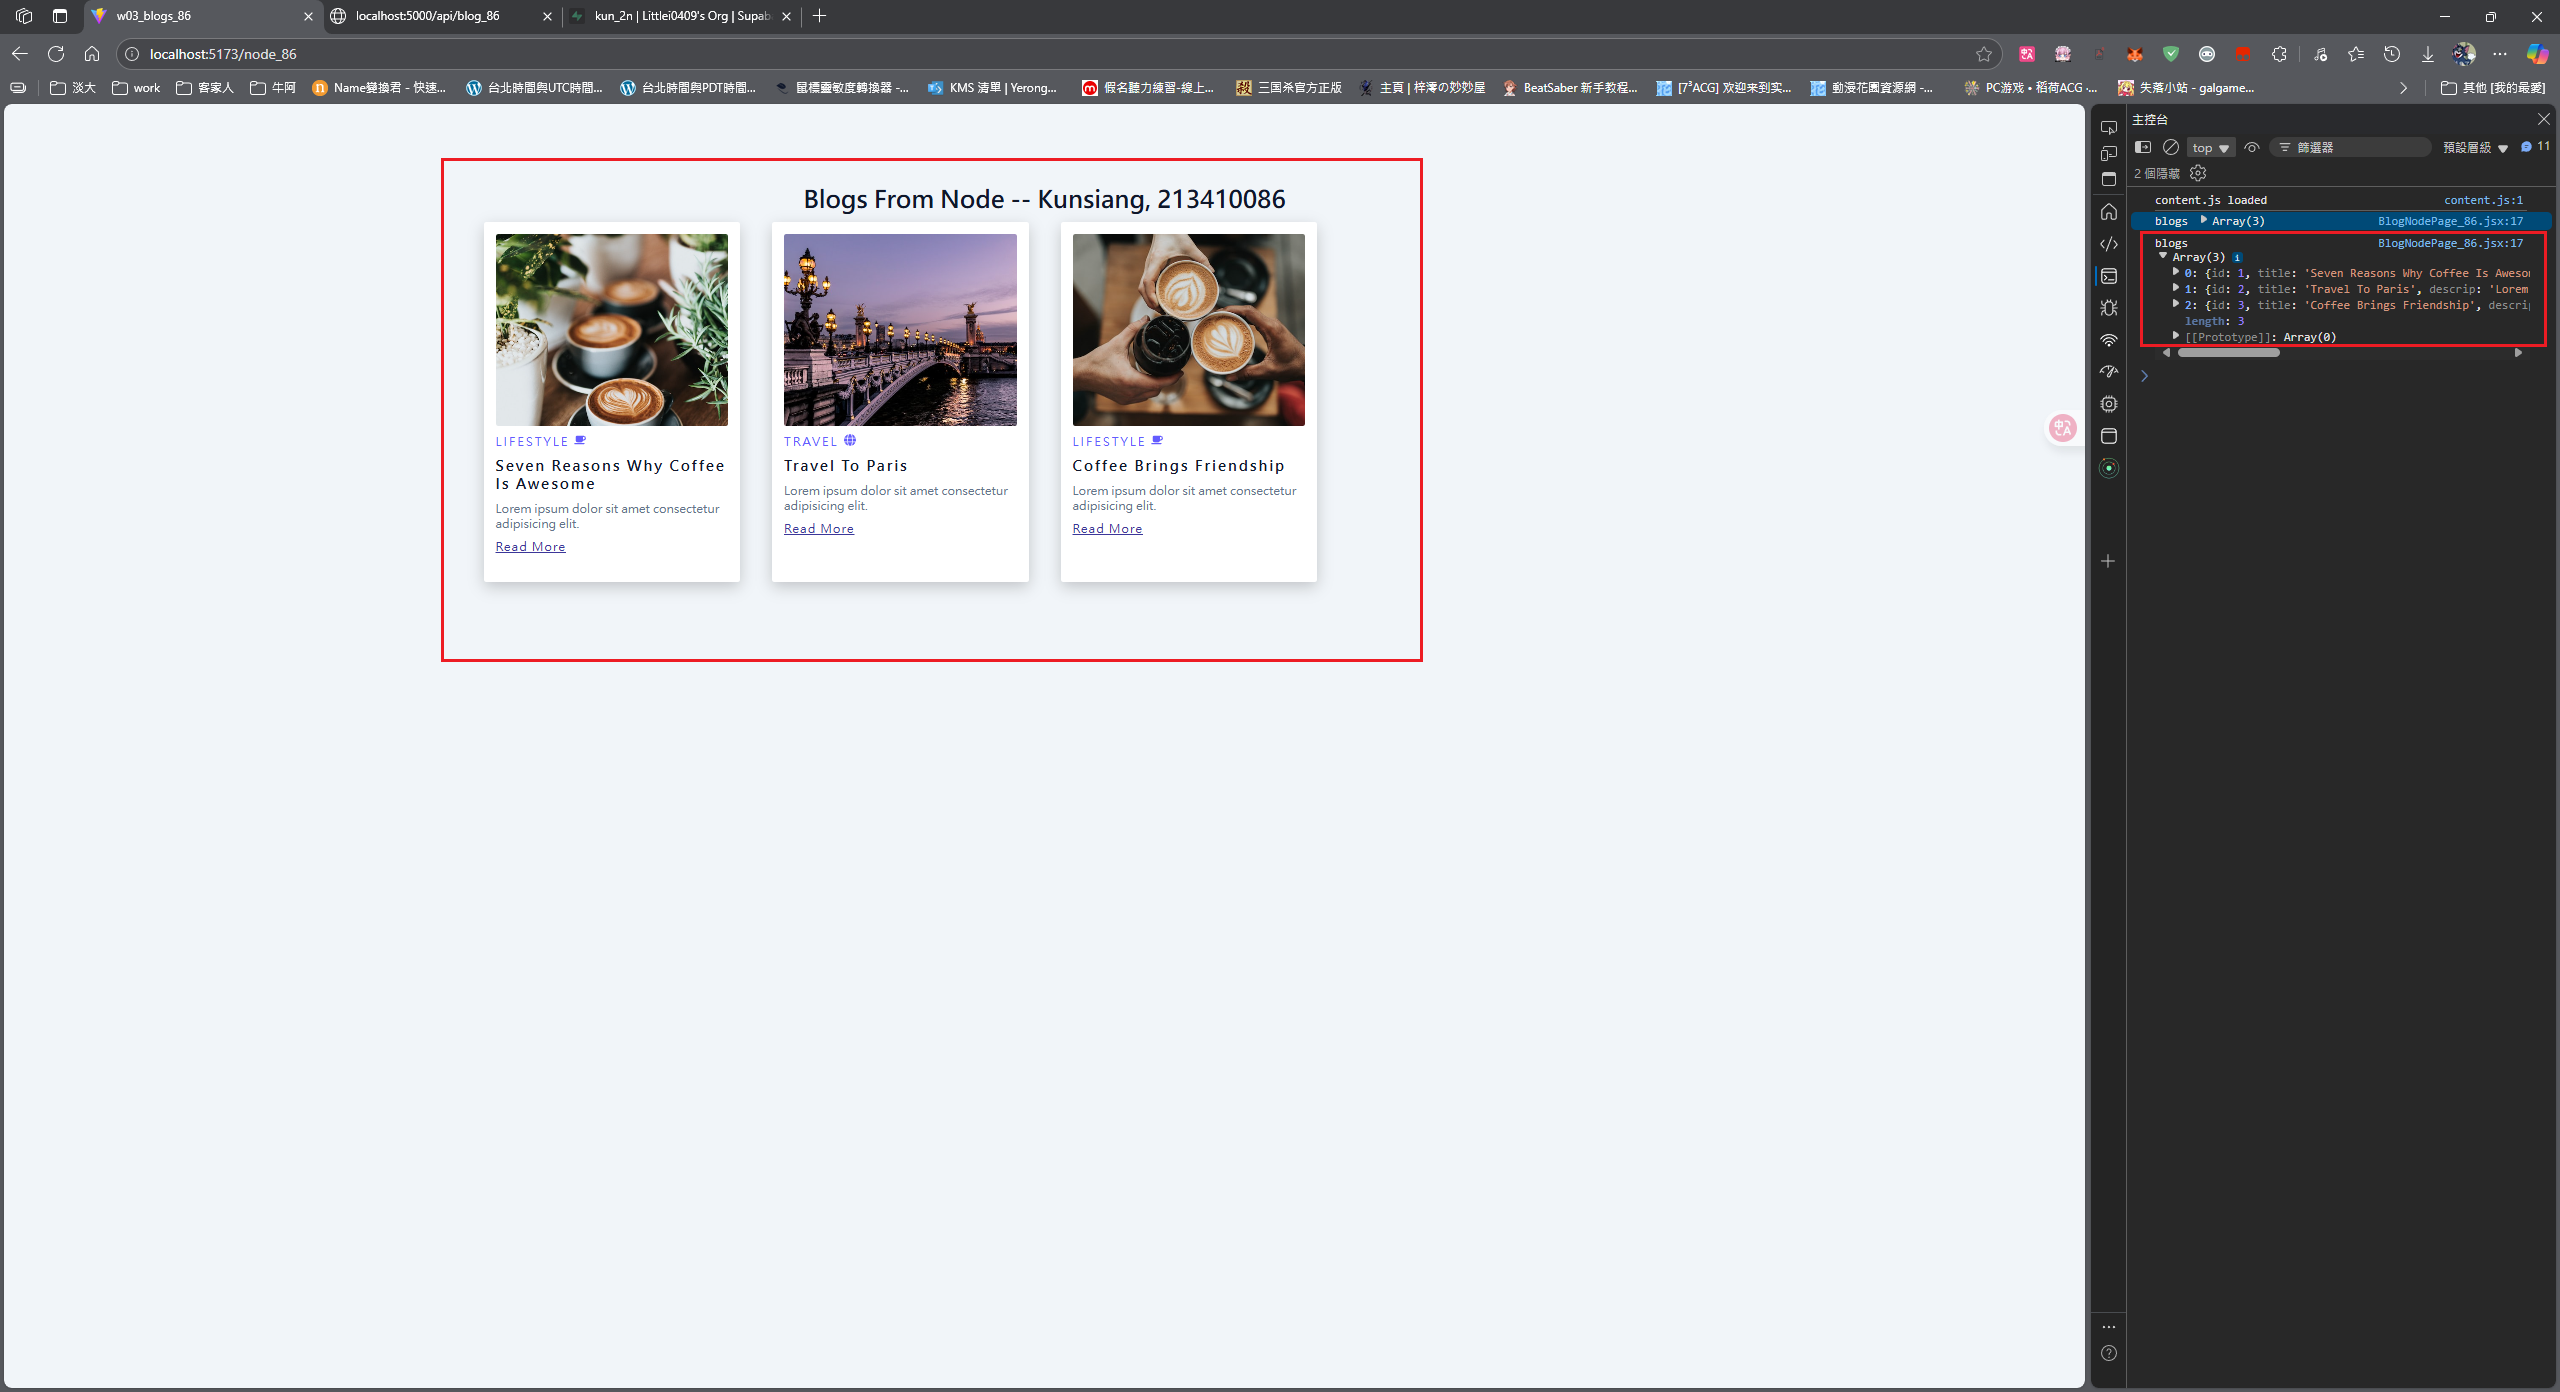 w03_blogs_86
localhost:5000/api/blog_86
kun_2n | Littlei0409's Org | Supab
localhost:5173/node_86
淡大
work
客家人
牛阿
Name變換君 - 快速...
台北時間與UTC時間...
台北時間與PDT時間...
鼠標靈敏度轉換器 -...
KMS 清單 | Yerong...
假名聽力練習-線上...
三国杀官方正版
主頁 | 梓澪の妙妙屋
BeatSaber 新手教程...
[7³ACG] 欢迎来到实...
動漫花園資源網 -...
PC游戏 • 稻荷ACG -...
失落小站 - galgame...
其他 [我的最愛]
Blogs From Node -- Kunsiang, 213410086
LIFESTYLE
Seven Reasons Why Coffee
Is Awesome
Lorem ipsum dolor sit amet consectetur
adipisicing elit.
Read More
TRAVEL
Travel To Paris
Lorem ipsum dolor sit amet consectetur
adipisicing elit.
Read More
LIFESTYLE
Coffee Brings Friendship
Lorem ipsum dolor sit amet consectetur
adipisicing elit.
Read More
主控台
top
篩選器
預設層級
11
2 個隱藏
content.js loaded content.js:1
blogs Array(3) BlogNodePage_86.jsx:17
blogs BlogNodePage_86.jsx:17
Array(3)
0: {id: 1, title: 'Seven Reasons Why Coffee Is Aweso
1: {id: 2, title: 'Travel To Paris', descrip: 'Lorem
2: {id: 3, title: 'Coffee Brings Friendship', descri
length: 3
[[Prototype]]: Array(0)